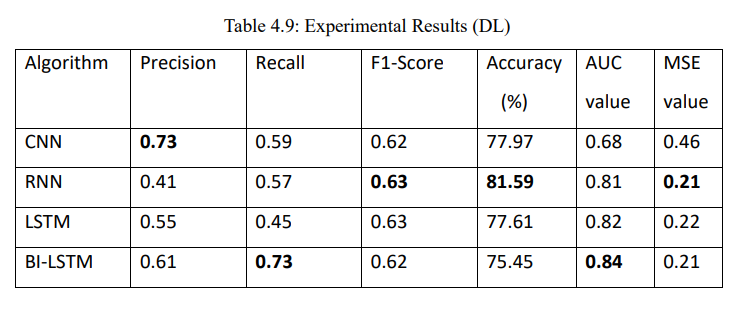 Table 4.9: Experimental Results (DL)
Algorithm Precision Recall F1-Score Accuracy (%) AUC value MSE value
CNN 0.73 0.59 0.62 77.97 0.68 0.46
RNN 0.41 0.57 0.63 81.59 0.81 0.21
LSTM 0.55 0.45 0.63 77.61 0.82 0.22
BI-LSTM 0.61 0.73 0.62 75.45 0.84 0.21